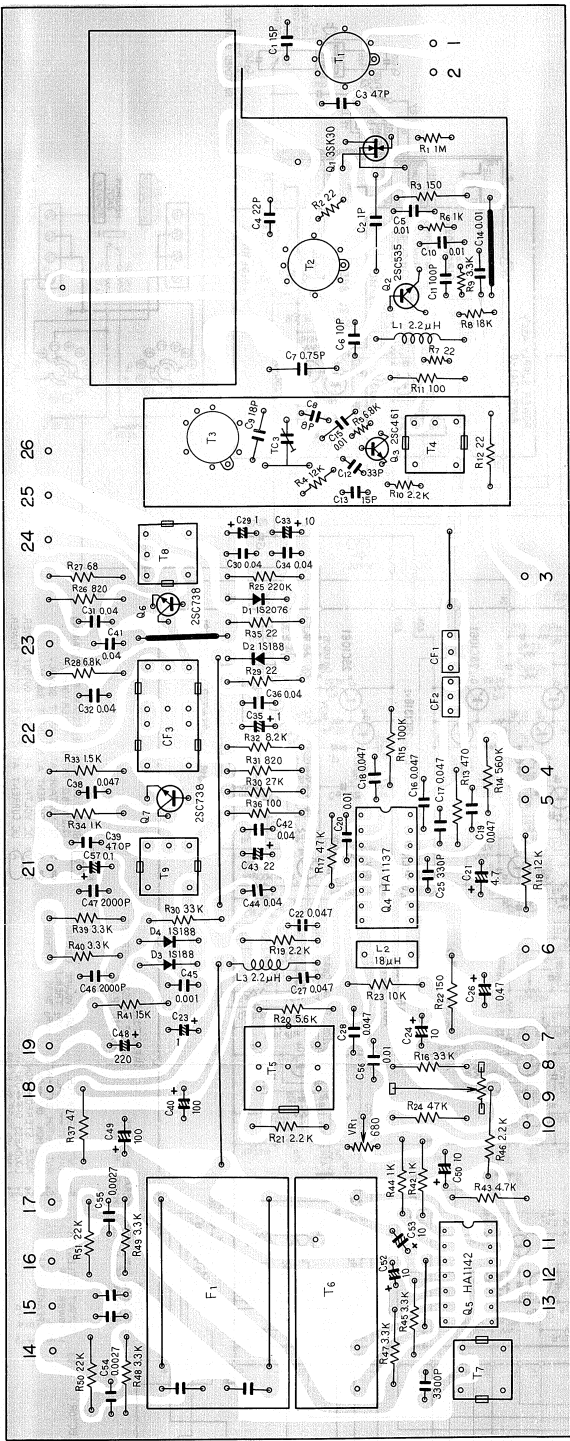 C1 15P
T1
1
2
C3 47P
Q1 3SK30
R1 1M
R2 22
C4 22P
R3 150
C5
0.01
R6 1K
C10 0.01
C14 0.01
C2 1P
T2
Q2
2SC535
C11 100P
R9 3.3K
L1 2.2μH
R8 18K
C6 10P
R7 22
C7 0.75P
R11 100
T3
C9 18P
TC3
C8
8P
C15
0.01
R5 6.8K
Q3
2SC461
T4
R12 22
R4 12K
C12
33P
C13
15P
R10 2.2K
26
25
24
T8
C29 1
C33 10
C30 0.04
C34 0.04
R27 68
R26 820
R25 220K
3
C31 0.04
Q6
2SC738
D1 1S2076
R35 22
23
C41
0.04
D2 1S188
CF1
R28 6.8K
R29 22
CF2
C32 0.04
CF3
C36 0.04
C35 1
22
R32 8.2K
R15 100K
R33 1.5K
R31 820
C18 0.047
C16 0.047
C17 0.047
R13 470
R14 560K
4
C38 0.047
Q7
2SC738
R30 27K
R36 100
5
R34 1K
C39
470P
C42
0.04
R17 47K
C20
0.01
Q4 HA1137
C19
0.047
21
C57 0.1
T9
C43 22
C25 330P
C21
4.7
R18 12K
C47 2000P
C44 0.04
R39 3.3K
R30 33K
C22 0.047
D4 1S188
R19 2.2K
L2
18μH
6
R40 3.3K
D3 1S188
C46 2000P
C45
0.001
L3 2.2μH
C27 0.047
R23 10K
R22 150
C26
0.47
R41 15K
R20 5.6K
C23
1
C28
0.047
C24
10
7
19
C48
220
T5
C56
0.01
R16 33K
8
18
C40
100
9
R24 47K
10
R37 47
C49
100
R21 2.2K
VR1
680
R46 2.2K
R44 1K
R42 1K
C50 10
R43 4.7K
17
C55
0.0027
R51 22K
R49 3.3K
F1
T6
C53
10
11
16
C52
10
Q5
HA1142
12
15
R47 3.3K
R45 3.3K
13
14
R50 22K
C54
0.0027
R48 3.3K
3300P
T7